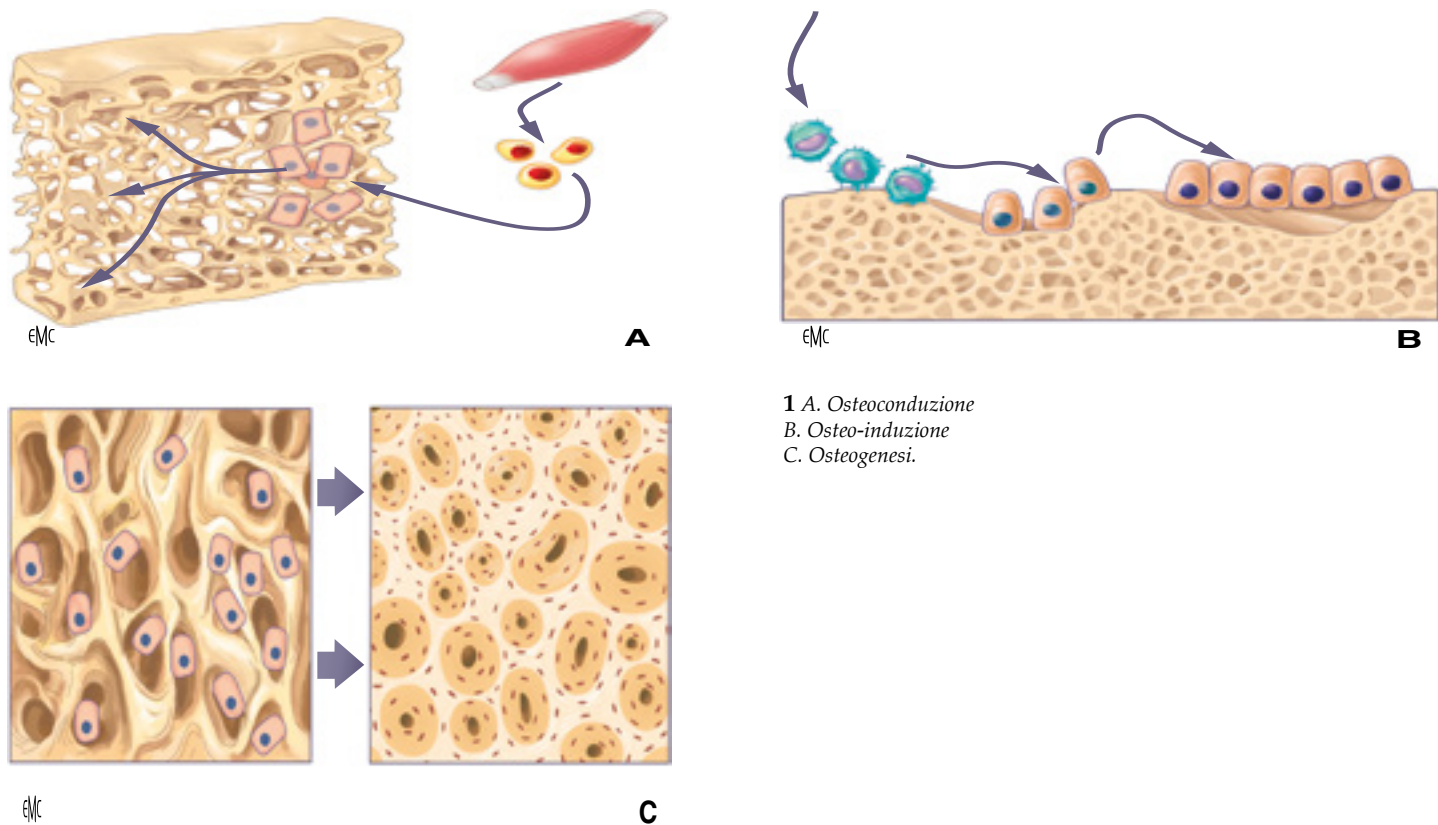 EMC
A
EMC
B
1 A. Osteoconduzione
B. Osteo-induzione
C. Osteogenesi.
EMC
C